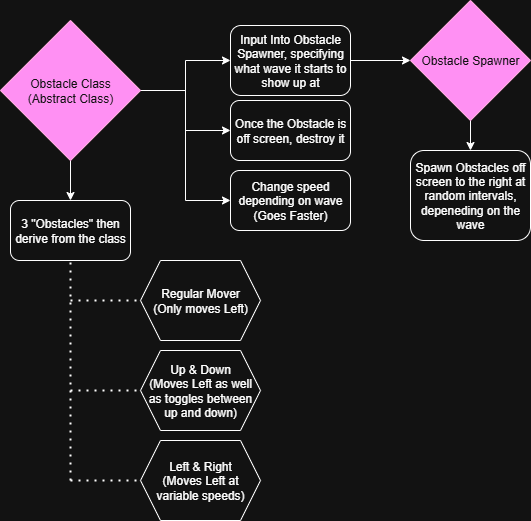 Obstacle Class
(Abstract Class)
Input Into Obstacle
Spawner, specifying
what wave it starts to
show up at
Obstacle Spawner
Once the Obstacle is
off screen, destroy it
Change speed
depending on wave
(Goes Faster)
Spawn Obstacles off
screen to the right at
random intervals,
depeneding on the
wave
3 "Obstacles" then
derive from the class
Regular Mover
(Only moves Left)
Up & Down
(Moves Left as well
as toggles between
up and down)
Left & Right
(Moves Left at
variable speeds)